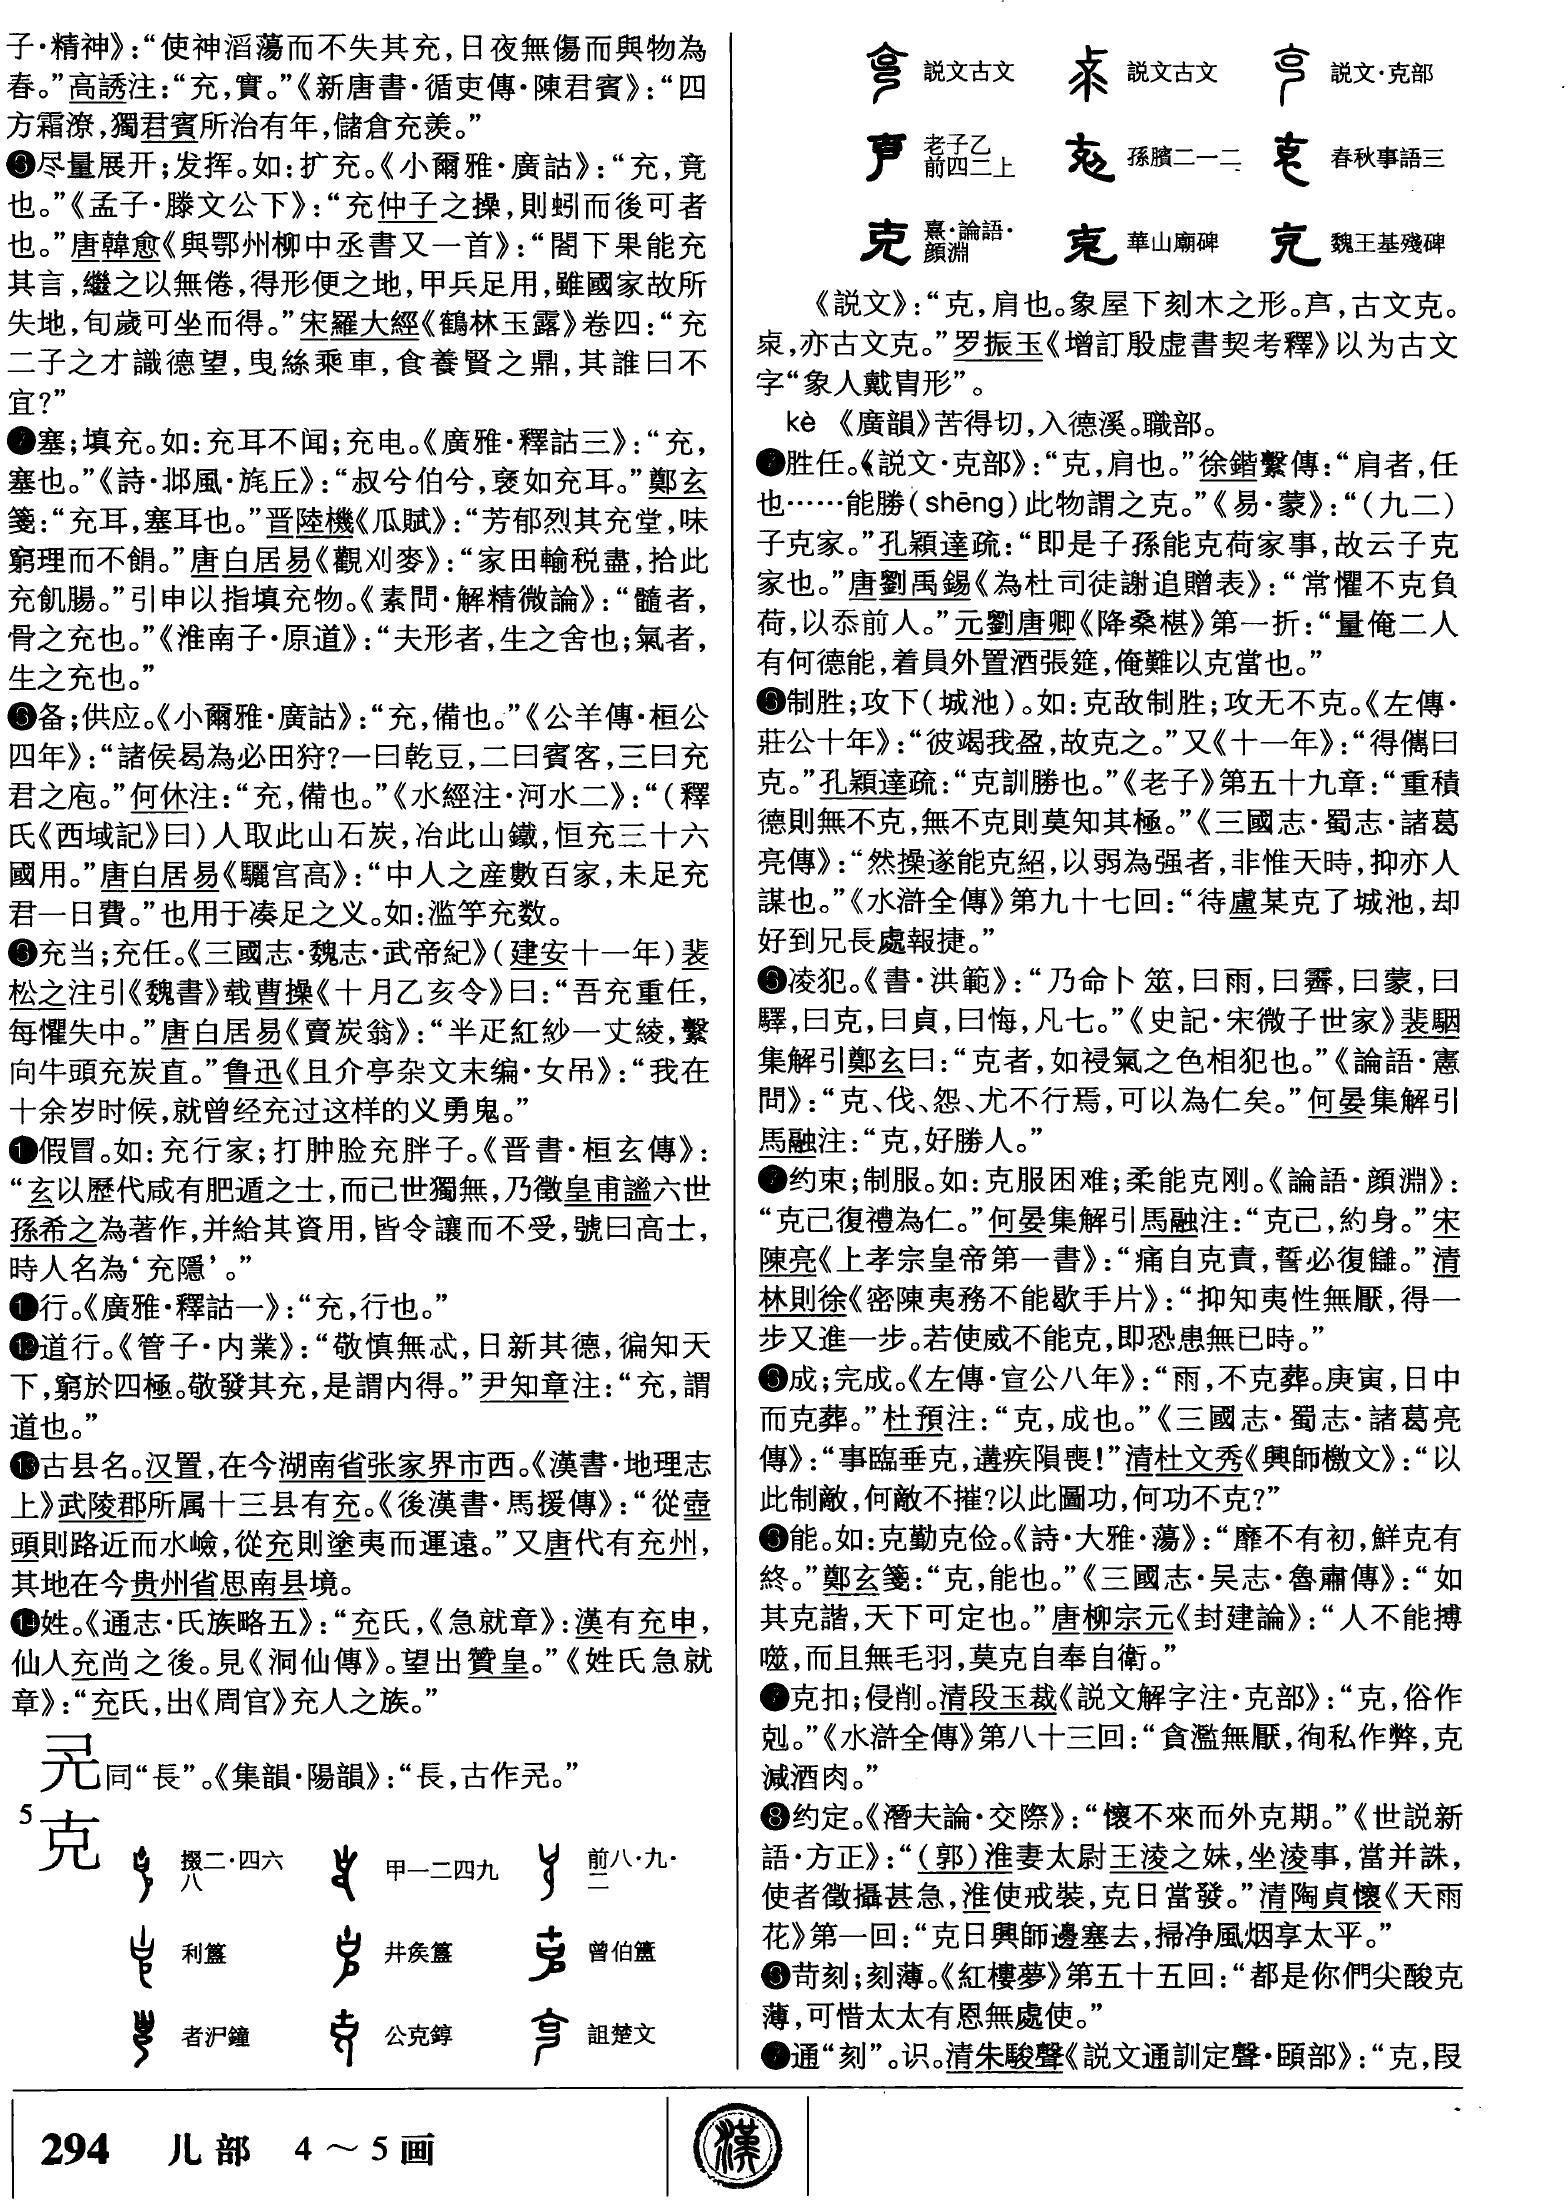 子·精神》:“使神滔蕩而不失其充,日夜無傷而與物為
春。”高誘注:“充,實。”《新唐書·循吏傳·陳君賓》:“四
方霜潦,獨君賓所治有年,儲倉充羨。”
❻尽量展开;发挥。如:扩充。《小爾雅·廣詁》:“充,竟
也。”《孟子·滕文公下》:“充仲子之操,則蚓而後可者
也。”唐韓愈《與鄂州柳中丞書又一首》:“閤下果能充
其言,繼之以無倦,得形便之地,甲兵足用,雖國家故所
失地,旬歲可坐而得。”宋羅大經《鶴林玉露》卷四:“充
二子之才識德望,曳絲乘車,食養賢之鼎,其誰曰不
宜?”
❼塞;填充。如:充耳不闻;充电。《廣雅·釋詁三》:“充,
塞也。”《詩·邶風·旄丘》:“叔兮伯兮,褎如充耳。”鄭玄
箋:“充耳,塞耳也。”晋陸機《瓜賦》:“芳郁烈其充堂,味
窮理而不餶。”唐白居易《觀刈麥》:“家田輸税盡,拾此
充飢腸。”引申以指填充物。《素問·解精微論》:“髓者,
骨之充也。”《淮南子·原道》:“夫形者,生之舍也;氣者,
生之充也。”
❽备;供应。《小爾雅·廣詁》:“充,備也。”《公羊傳·桓公
四年》:“諸侯曷為必田狩?一曰乾豆,二曰賓客,三曰充
君之庖。”何休注:“充,備也。”《水經注·河水二》:“(釋
氏《西域記》曰)人取此山石炭,冶此山鐵,恒充三十六
國用。”唐白居易《驪宫高》:“中人之産數百家,未足充
君一日費。”也用于凑足之义。如:滥竽充数。
❾充当;充任。《三國志·魏志·武帝紀》(建安十一年)裴
松之注引《魏書》载曹操《十月乙亥令》曰:“吾充重任,
每懼失中。”唐白居易《賣炭翁》:“半疋紅紗一丈綾,繫
向牛頭充炭直。”鲁迅《且介亭杂文末编·女吊》:“我在
十余岁时候,就曾经充过这样的义勇鬼。”
❿假冒。如:充行家;打肿脸充胖子。《晋書·桓玄傳》:
“玄以歷代咸有肥遁之士,而己世獨無,乃徵皇甫謐六世
孫希之為著作,并給其資用,皆令讓而不受,號曰高士,
時人名為‘充隱’。”
⓫行。《廣雅·釋詁一》:“充,行也。”
⓬道行。《管子·内業》:“敬慎無忒,日新其德,徧知天
下,窮於四極。敬發其充,是謂内得。”尹知章注:“充,謂
道也。”
⓭古县名。汉置,在今湖南省张家界市西。《漢書·地理志
上》武陵郡所属十三县有充。《後漢書·馬援傳》:“從壺
頭則路近而水嶮,從充則塗夷而運遠。”又唐代有充州,
其地在今贵州省思南县境。
⓮姓。《通志·氏族略五》:“充氏,《急就章》:漢有充申,
仙人充尚之後。見《洞仙傳》。望出贊皇。”《姓氏急就
章》:“充氏,出《周官》充人之族。”
兏同“長”。《集韻·陽韻》:“長,古作兏。”
5 克
掇二·四六八 甲一二四九 前八·九·二
利簋 井矦簋 曾伯簠
者沪鐘 公克錞 詛楚文
説文古文 説文古文 説文·克部
老子乙前四二上 孫臏二一二 春秋事語三
熹·論語·顔淵 華山廟碑 魏王基殘碑
《説文》:“克,肩也。象屋下刻木之形。𠧳,古文克。
𠅏,亦古文克。”罗振玉《增訂殷虚書契考釋》以为古文
字“象人戴胄形”。
kè 《廣韻》苦得切,入德溪。職部。
❶胜任。《説文·克部》:“克,肩也。”徐鍇繫傳:“肩者,任
也……能勝(shēng)此物謂之克。”《易·蒙》:“(九二)
子克家。”孔穎達疏:“即是子孫能克荷家事,故云子克
家也。”唐劉禹錫《為杜司徒謝追贈表》:“常懼不克負
荷,以忝前人。”元劉唐卿《降桑椹》第一折:“量俺二人
有何德能,着員外置酒張筵,俺難以克當也。”
❷制胜;攻下(城池)。如:克敌制胜;攻无不克。《左傳·
莊公十年》:“彼竭我盈,故克之。”又《十一年》:“得儁曰
克。”孔穎達疏:“克訓勝也。”《老子》第五十九章:“重積
德則無不克,無不克則莫知其極。”《三國志·蜀志·諸葛
亮傳》:“然操遂能克紹,以弱為强者,非惟天時,抑亦人
謀也。”《水滸全傳》第九十七回:“待盧某克了城池,却
好到兄長處報捷。”
❸凌犯。《書·洪範》:“乃命卜筮,曰雨,曰霽,曰蒙,曰
驛,曰克,曰貞,曰悔,凡七。”《史記·宋微子世家》裴駰
集解引鄭玄曰:“克者,如祲氣之色相犯也。”《論語·憲
問》:“克、伐、怨、尤不行焉,可以為仁矣。”何晏集解引
馬融注:“克,好勝人。”
❹约束;制服。如:克服困难;柔能克刚。《論語·顔淵》:
“克己復禮為仁。”何晏集解引馬融注:“克己,約身。”宋
陳亮《上孝宗皇帝第一書》:“痛自克責,誓必復讎。”清
林則徐《密陳夷務不能歇手片》:“抑知夷性無厭,得一
步又進一步。若使威不能克,即恐患無已時。”
❺成;完成。《左傳·宣公八年》:“雨,不克葬。庚寅,日中
而克葬。”杜預注:“克,成也。”《三國志·蜀志·諸葛亮
傳》:“事臨垂克,遘疾隕喪!”清杜文秀《興師檄文》:“以
此制敵,何敵不摧?以此圖功,何功不克?”
❻能。如:克勤克俭。《詩·大雅·蕩》:“靡不有初,鮮克有
終。”鄭玄箋:“克,能也。”《三國志·吴志·魯肅傳》:“如
其克諧,天下可定也。”唐柳宗元《封建論》:“人不能搏
噬,而且無毛羽,莫克自奉自衛。”
❼克扣;侵削。清段玉裁《説文解字注·克部》:“克,俗作
剋。”《水滸全傳》第八十三回:“貪濫無厭,徇私作弊,克
減酒肉。”
❽约定。《潛夫論·交際》:“懷不來而外克期。”《世説新
語·方正》:“(郭)淮妻太尉王淩之妹,坐淩事,當并誅,
使者徵攝甚急,淮使戒裝,克日當發。”清陶貞懷《天雨
花》第一回:“克日興師邊塞去,掃净風烟享太平。”
❾苛刻;刻薄。《紅樓夢》第五十五回:“都是你們尖酸克
薄,可惜太太有恩無處使。”
❿通“刻”。识。清朱駿聲《説文通訓定聲·頤部》:“克,叚
294 儿部 4～5画
漢